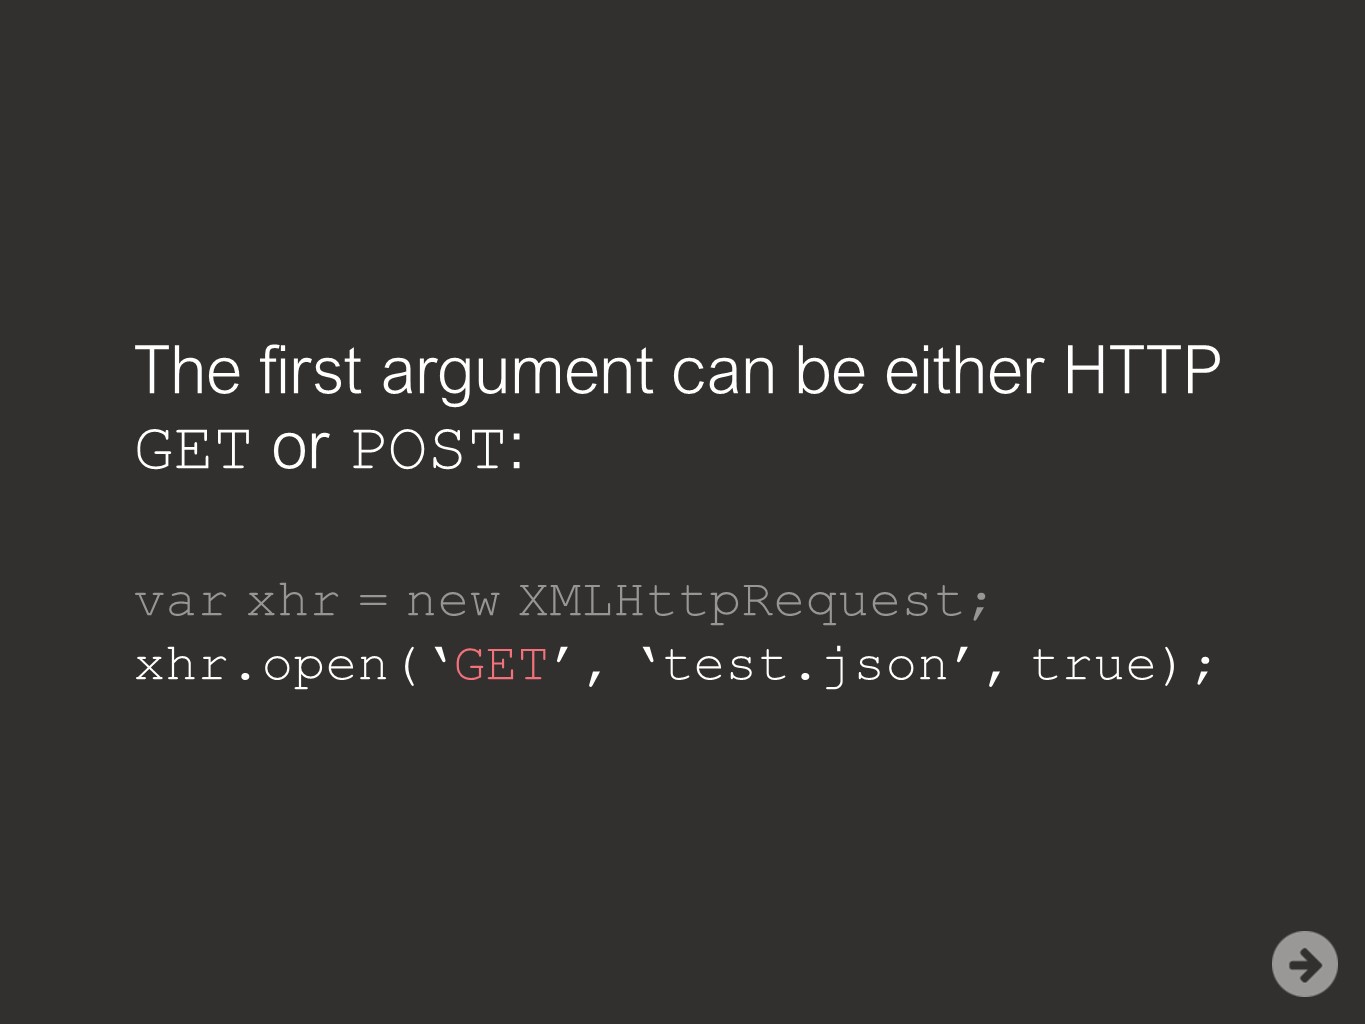 The first argument can be either HTTP
GET or POST:
var xhr = new XMLHttpRequest;
xhr.open(‘GET’, ‘test.json’, true);